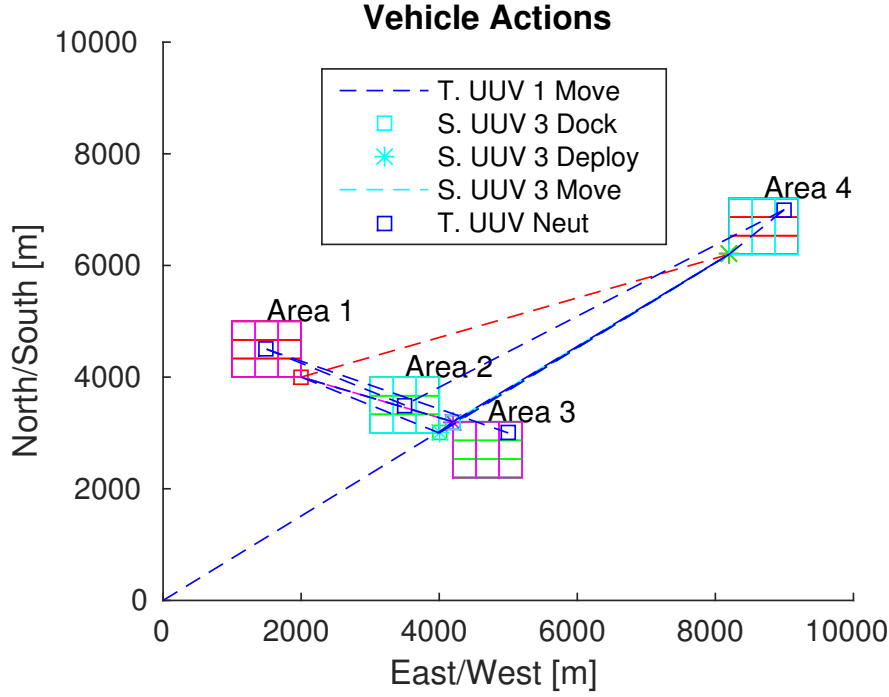 Vehicle Actions
10000
T. UUV 1 Move
S. UUV 3 Dock
S. UUV 3 Deploy
S. UUV 3 Move
T. UUV Neut
8000
Area 4
6000
Area 1
4000
Area 2
Area 3
2000
0
North/South [m]
0 2000 4000 6000 8000 10000
East/West [m]